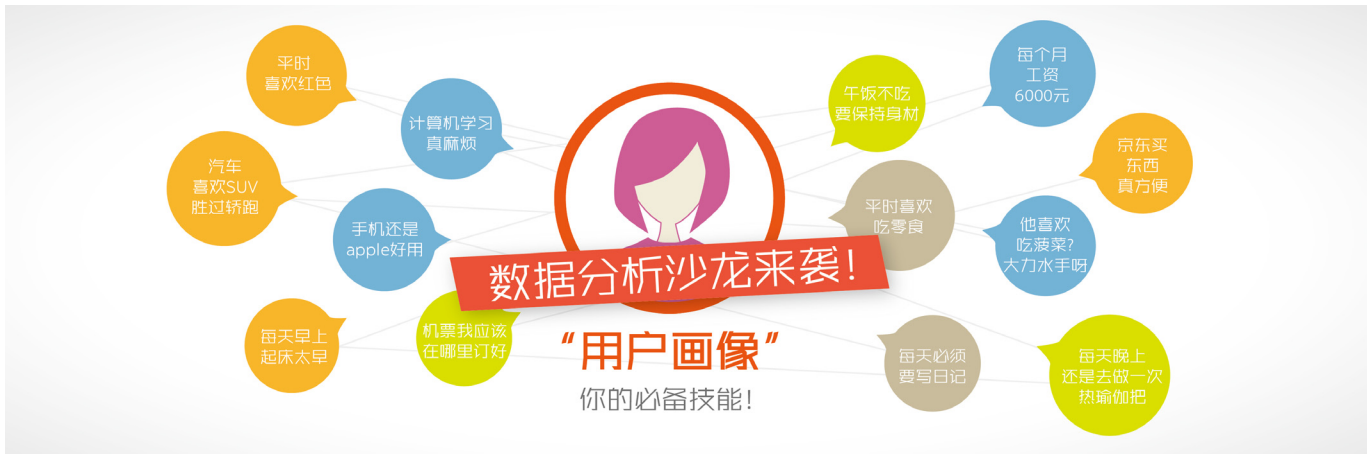 平时
喜欢红色
计算机学习
真麻烦
汽车
喜欢SUV
胜过轿跑
手机还是
apple好用
每天早上
起床太早
机票我应该
在哪里订好
午饭不吃
要保持身材
每个月
工资
6000元
京东买
东西
真方便
平时喜欢
吃零食
他喜欢
吃菠菜?
大力水手呀
每天必须
要写日记
每天晚上
还是去做一次
热瑜伽把
数据分析沙龙来袭!
“用户画像”
你的必备技能!